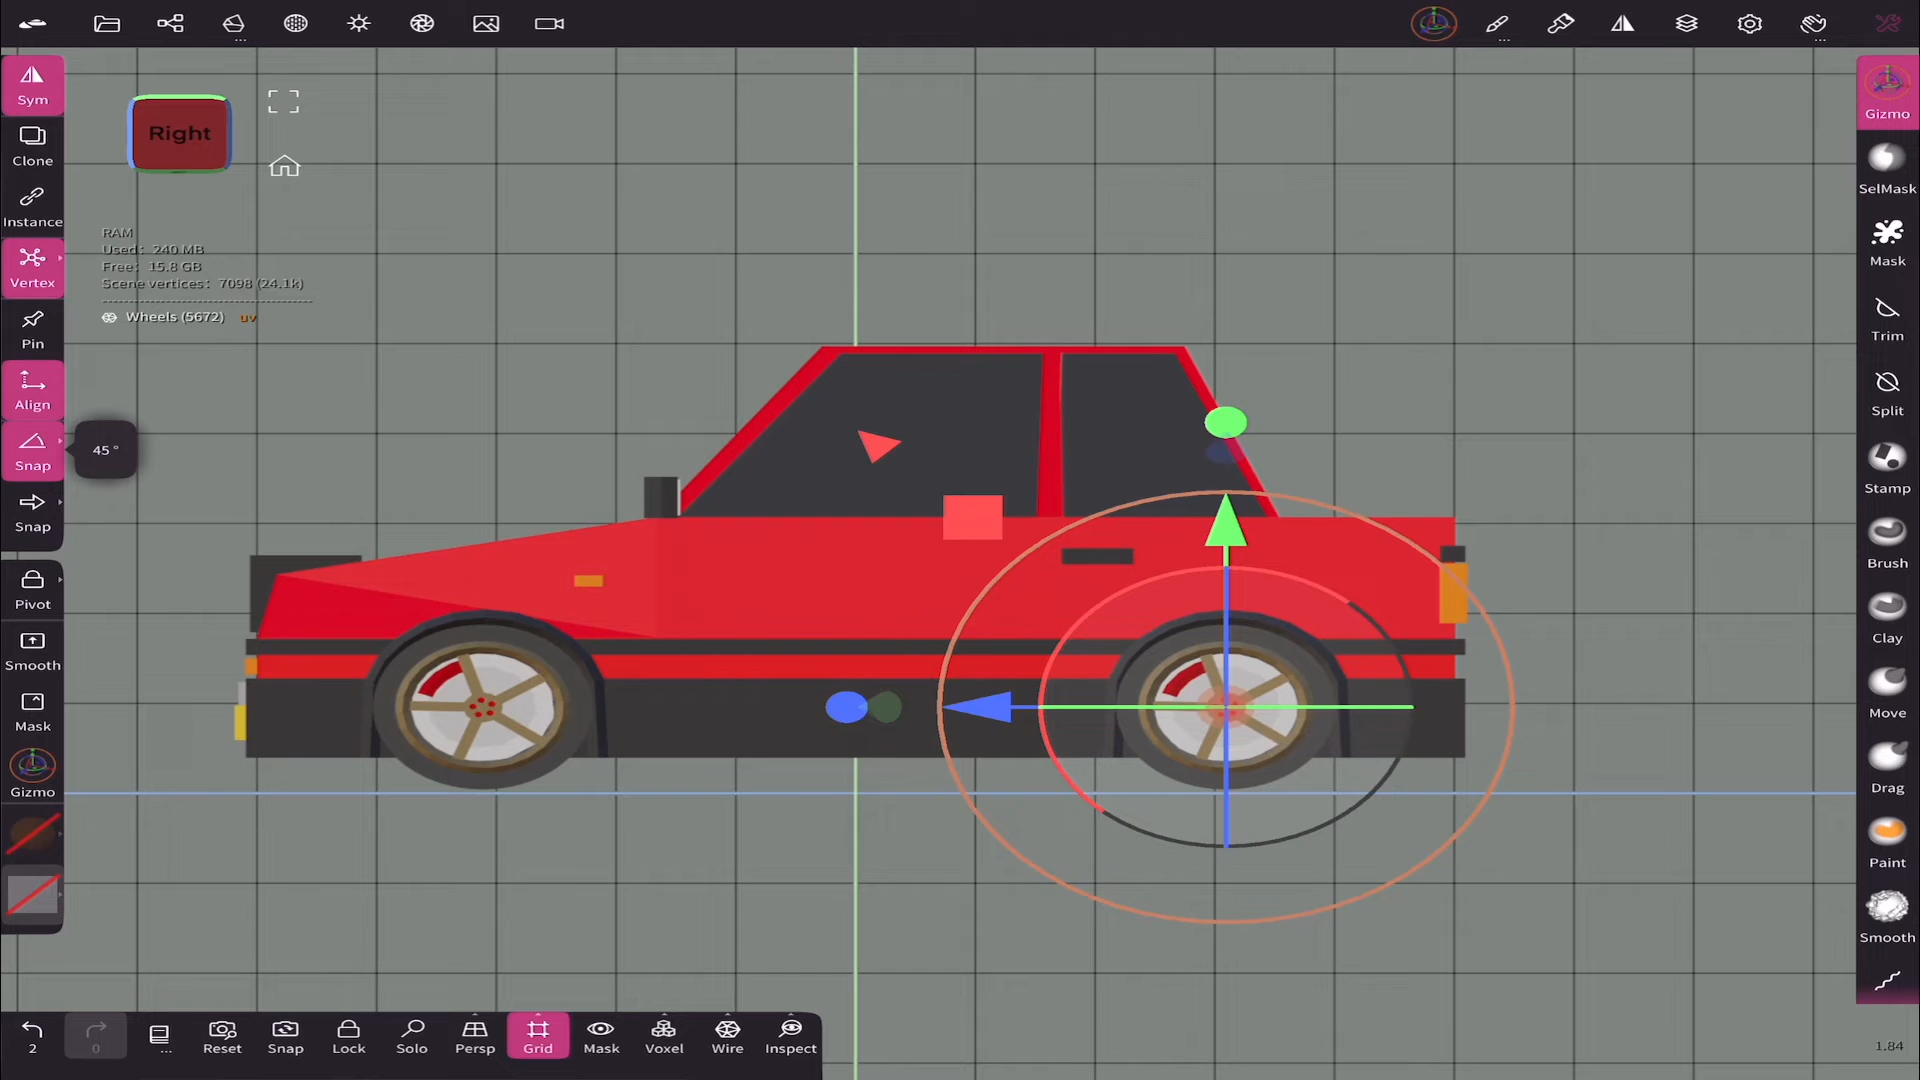 Sym
Clone
Instance
Vertex
Pin
Align
Snap
Snap
Pivot
Smooth
Mask
Gizmo
45 °
Right
RAM
Used: 240 MB
Free: 15.8 GB
Scene vertices: 7098 (24.1k)
Wheels (5672) uv
Gizmo
SelMask
Mask
Trim
Split
Stamp
Brush
Clay
Move
Drag
Paint
Smooth
2
0
Reset
Snap
Lock
Solo
Persp
Grid
Mask
Voxel
Wire
Inspect
1.84